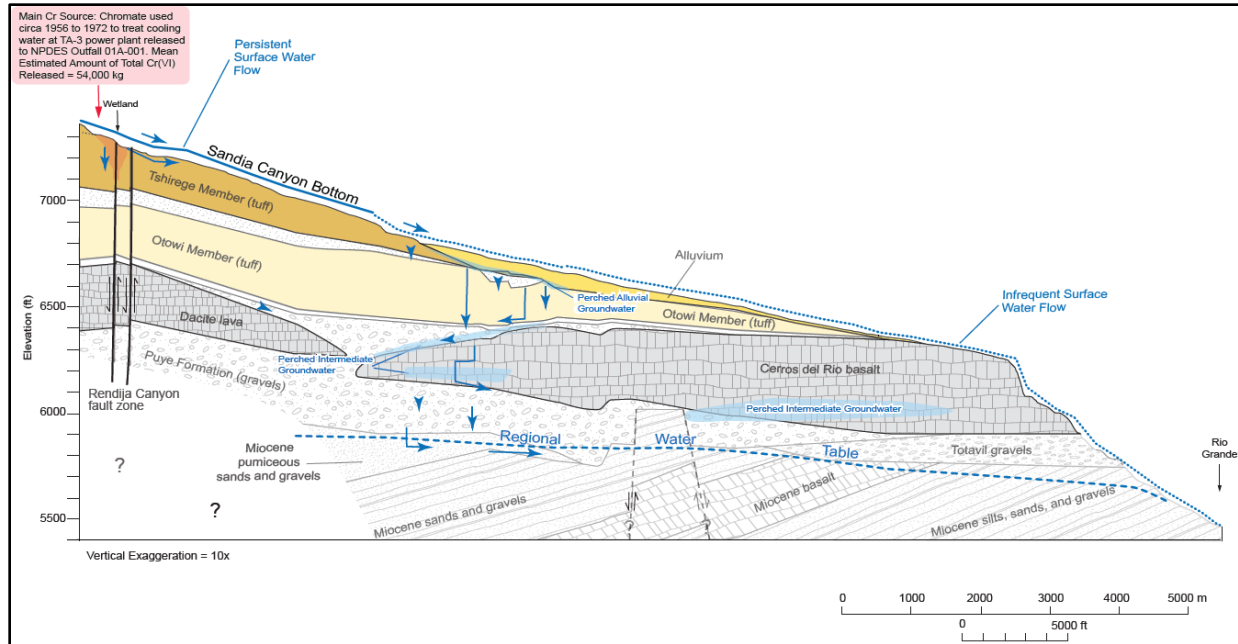 Main Cr Source: Chromate used
circa 1956 to 1972 to treat cooling
water at TA-3 power plant released
to NPDES Outfall 01A-001. Mean
Estimated Amount of Total Cr(VI)
Released = 54,000 kg
Persistent
Surface Water
Flow
Wetland
Sandia Canyon Bottom
Tshirege Member (tuff)
7000
Otowi Member (tuff)
Alluvium
Elevation (ft)
6500
Perched Alluvial
Groundwater
Infrequent Surface
Water Flow
Otowi Member (tuff)
Dacite lava
Perched Intermediate
Groundwater
Cerros del Rio basalt
Puye Formation (gravels)
Rendija Canyon
fault zone
6000
Perched Intermediate Groundwater
Regional Water Table
Miocene
pumiceous
sands and gravels
Totavil gravels
Rio
Grande
?
?
Miocene basalt
5500
Miocene sands and gravels
Miocene silts, sands, and gravels
?
?
Vertical Exaggeration = 10x
0 1000 2000 3000 4000 5000 m
0 5000 ft